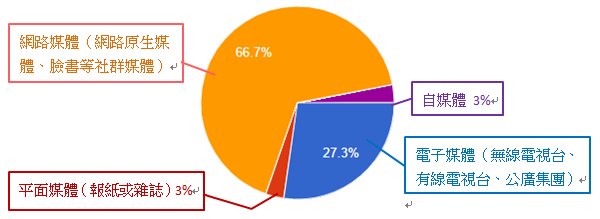 網路媒體（網路原生媒
體、臉書等社群媒體）
66.7%
自媒體 3%
27.3%
電子媒體（無線電視台、
有線電視台、公廣集團）
平面媒體（報紙或雜誌）3%